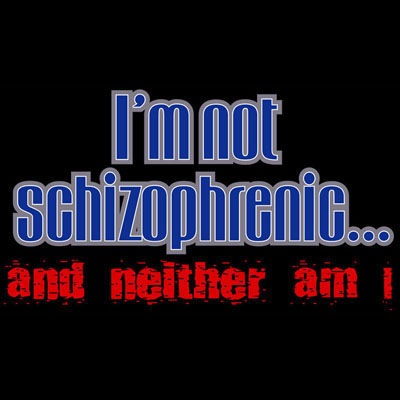 I'm not
schizophrenic...
and neither am i